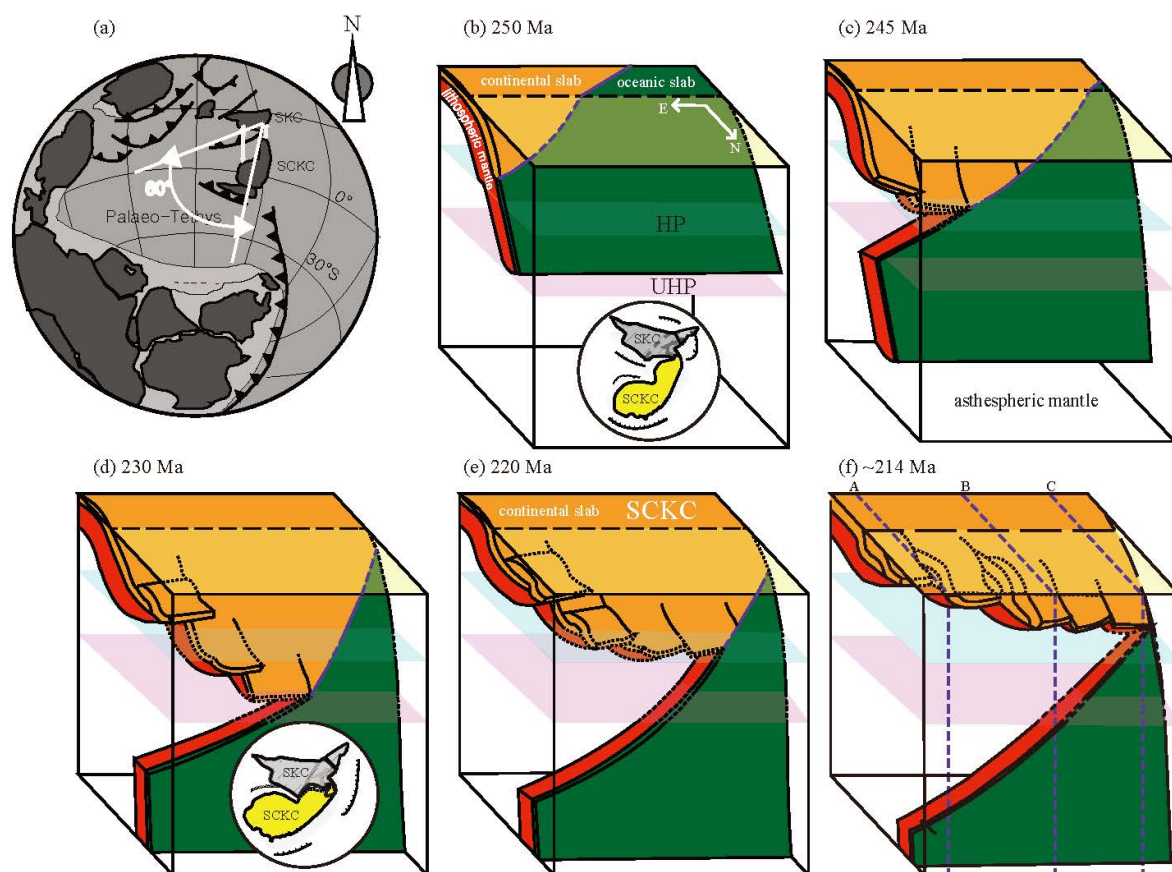 (a)
N
SKC
SCKC
60°
Palaeo-Tethys
0°
30°S
(b) 250 Ma
continental slab
oceanic slab
lithospheric mantle
E
N
HP
UHP
SKC
SCKC
(c) 245 Ma
asthespheric mantle
(d) 230 Ma
SKC
SCKC
(e) 220 Ma
continental slab
SCKC
(f) ~214 Ma
A
B
C